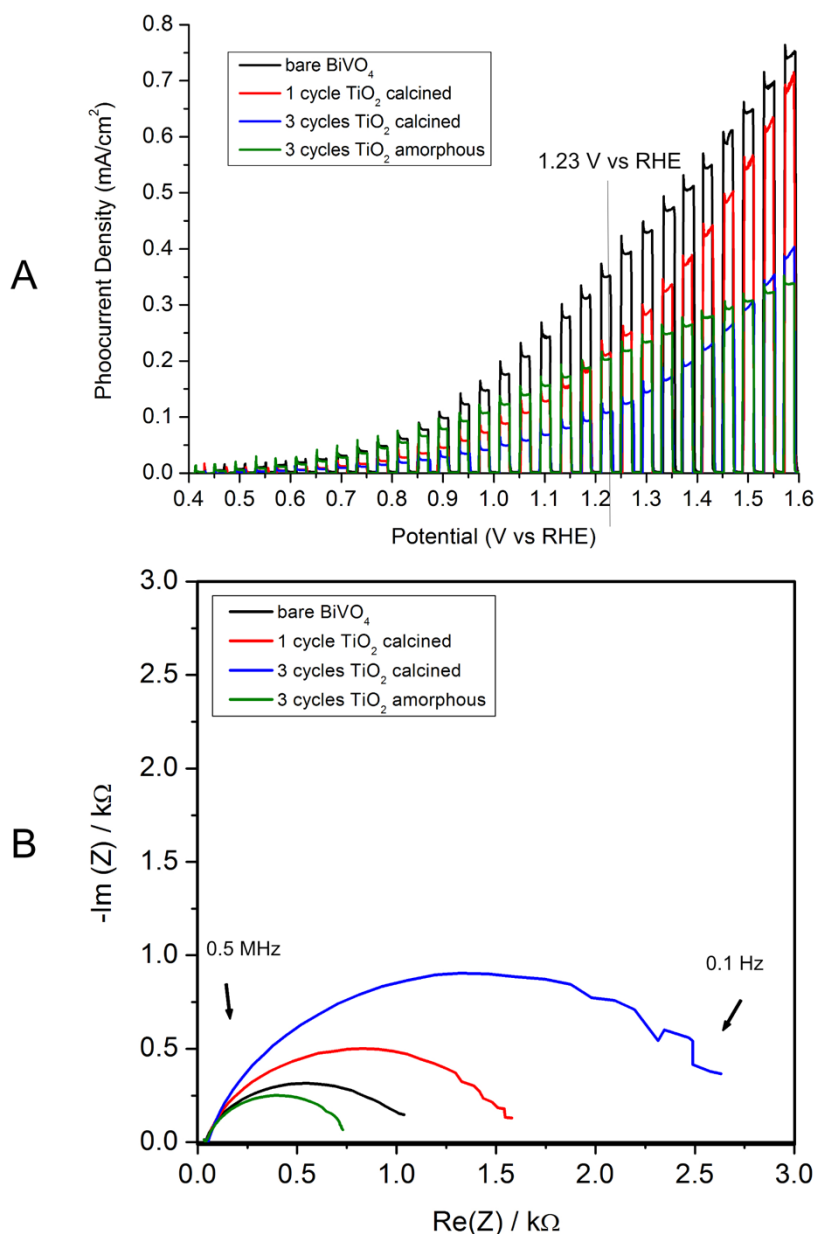 A
Phoocurrent Density (mA/cm²)
0.8
0.7
0.6
0.5
0.4
0.3
0.2
0.1
0.0
bare BiVO₄
1 cycle TiO₂ calcined
3 cycles TiO₂ calcined
3 cycles TiO₂ amorphous
1.23 V vs RHE
0.4 0.5 0.6 0.7 0.8 0.9 1.0 1.1 1.2 1.3 1.4 1.5 1.6
Potential (V vs RHE)
B
-Im (Z) / kΩ
3.0
2.5
2.0
1.5
1.0
0.5
0.0
bare BiVO₄
1 cycle TiO₂ calcined
3 cycles TiO₂ calcined
3 cycles TiO₂ amorphous
0.5 MHz
0.1 Hz
0.0 0.5 1.0 1.5 2.0 2.5 3.0
Re(Z) / kΩ